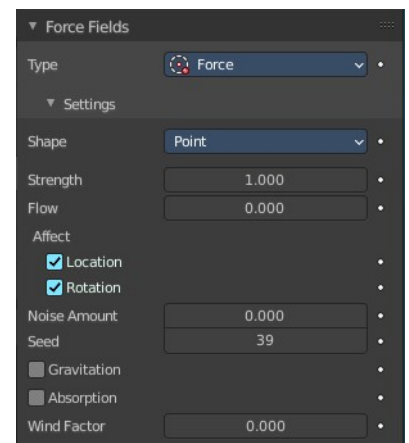 Force Fields
Type Force
Settings
Shape Point
Strength 1.000
Flow 0.000
Affect
Location
Rotation
Noise Amount 0.000
Seed 39
Gravitation
Absorption
Wind Factor 0.000